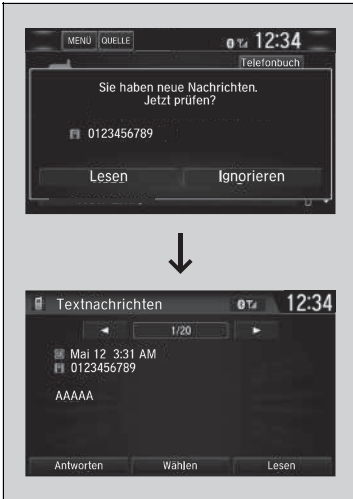 MENÜ QUELLE 12:34
Telefonbuch
Sie haben neue Nachrichten.
Jetzt prüfen?
0123456789
Lesen Ignorieren
Textnachrichten 12:34
1/20
Mai 12 3:31 AM
0123456789
AAAAA
Antworten Wählen Lesen